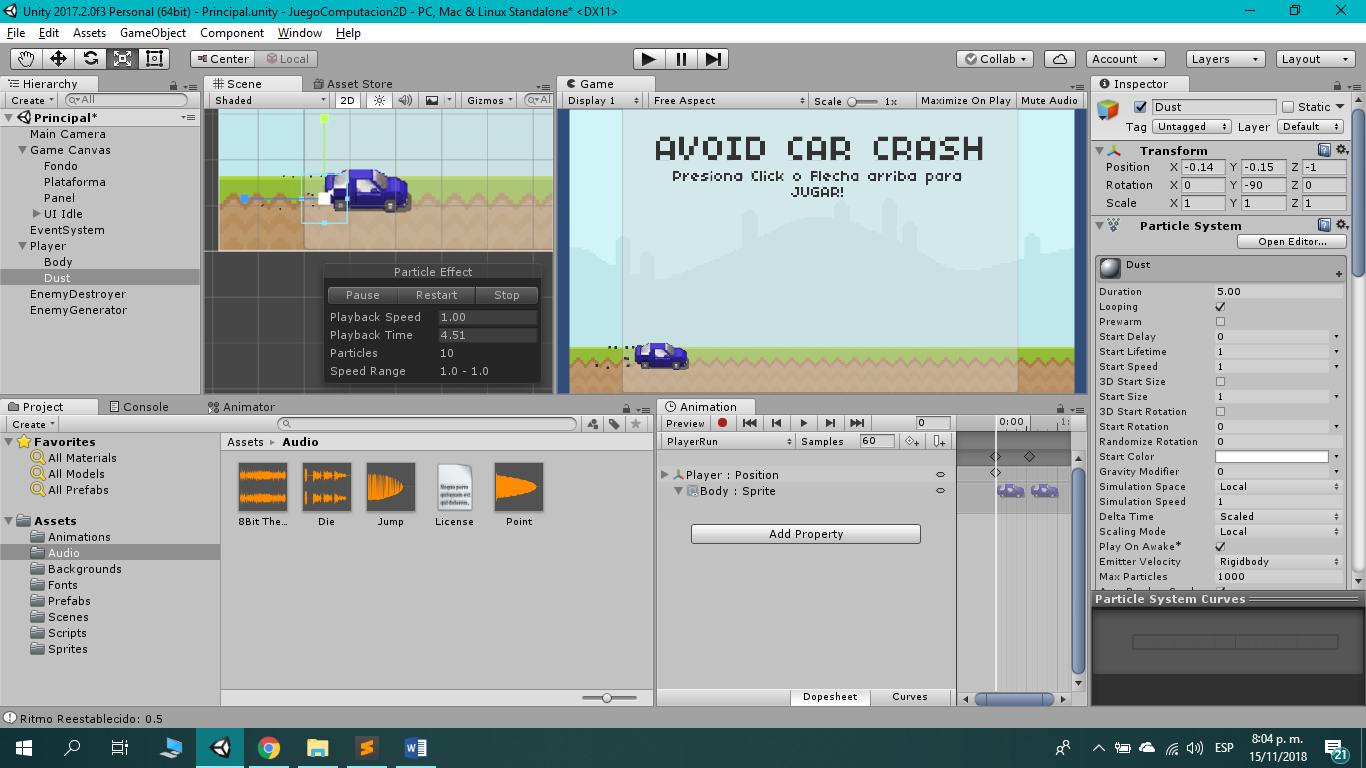 Unity 2017.2.0f3 Personal (64bit) - Principal.unity - JuegoComputacion2D - PC, Mac & Linux Standalone* <DX11>
File Edit Assets GameObject Component Window Help
Center Local
Collab Account Layers Layout
Hierarchy
Create All
Principal*
Main Camera
Game Canvas
Fondo
Plataforma
Panel
UI Idle
EventSystem
Player
Body
Dust
EnemyDestroyer
EnemyGenerator
Scene Asset Store
Shaded 2D Gizmos Al
Particle Effect
Pause Restart Stop
Playback Speed 1.00
Playback Time 4.51
Particles 10
Speed Range 1.0 - 1.0
Game
Display 1 Free Aspect Scale 1x Maximize On Play Mute Audio
AVOID CAR CRASH
Presiona Click o Flecha arriba para
JUGAR!
Inspector
Dust Static
Tag Untagged Layer Default
Transform
Position X -0.14 Y -0.15 Z -1
Rotation X 0 Y -90 Z 0
Scale X 1 Y 1 Z 1
Particle System
Open Editor...
Dust
Duration 5.00
Looping
Prewarm
Start Delay 0
Start Lifetime 1
Start Speed 1
3D Start Size
Start Size 1
3D Start Rotation
Start Rotation 0
Randomize Rotation 0
Start Color
Gravity Modifier 0
Simulation Space Local
Simulation Speed 1
Delta Time Scaled
Scaling Mode Local
Play On Awake*
Emitter Velocity Rigidbody
Max Particles 1000
Particle System Curves
Project Console Animator
Create
Favorites
All Materials
All Models
All Prefabs
Assets
Animations
Audio
Backgrounds
Fonts
Prefabs
Scenes
Scripts
Sprites
Assets Audio
8Bit The... Die Jump License Point
Animation
Preview 0 0:00
PlayerRun Samples 60
Player : Position
Body : Sprite
Add Property
Dopesheet Curves
Ritmo Reestablecido: 0.5
ESP
8:04 p. m.
15/11/2018
21